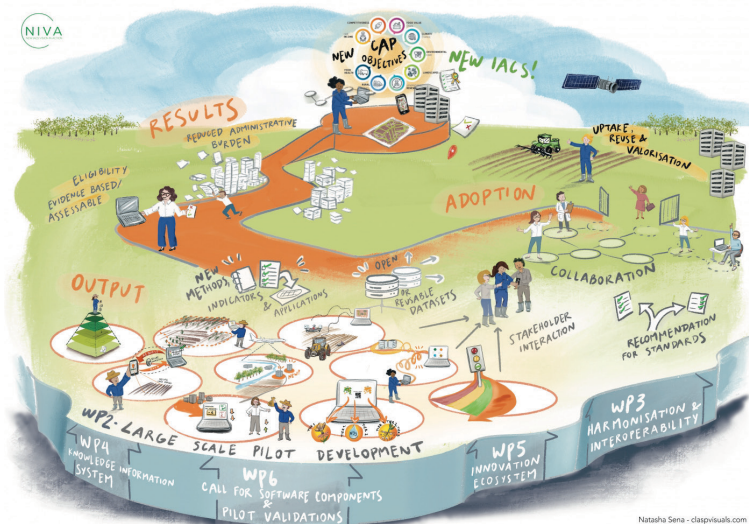 NIVA
NEW
CAP
OBJECTIVES
NEW IACS!
RESULTS
REDUCED ADMINISTRATIVE
BURDEN
ELIGIBILITY
EVIDENCE BASED/
ASSESSABLE
UPTAKE,
REUSE &
VALORISATION
ADOPTION
COLLABORATION
OUTPUT
NEW
METHODS,
INDICATORS
& APPLICATIONS
OPEN
OR
REUSABLE
DATASETS
STAKEHOLDER
INTERACTION
RECOMMENDATION
FOR STANDARDS
WP2 · LARGE SCALE PILOT DEVELOPMENT
WP4
KNOWLEDGE INFORMATION
SYSTEM
WP6
CALL FOR SOFTWARE COMPONENTS
&
PILOT VALIDATIONS
WP5
INNOVATION
ECOSYSTEM
WP3
HARMONISATION &
INTEROPERABILITY
Natasha Sena - claspvisuals.com